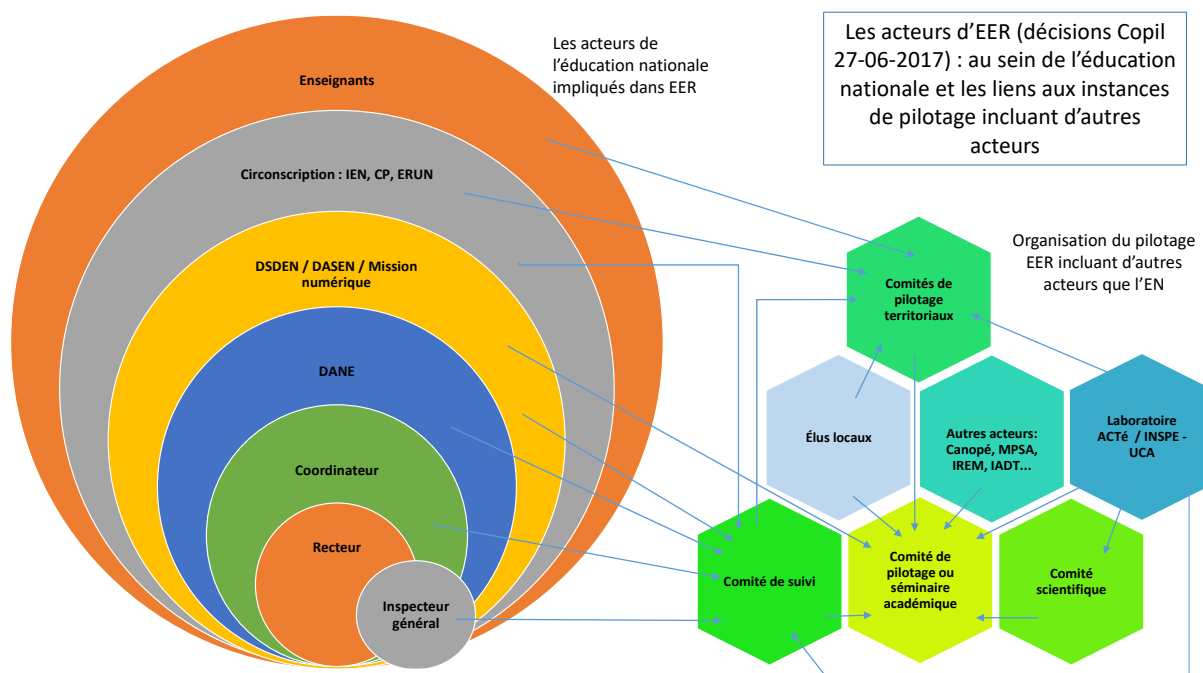 Les acteurs de
l'éducation nationale
impliqués dans EER
Les acteurs d'EER (décisions Copil
27-06-2017) : au sein de l'éducation
nationale et les liens aux instances
de pilotage incluant d'autres
acteurs
Enseignants
Circonscription : IEN, CP, ERUN
DSDEN / DASEN / Mission
numérique
DANE
Coordinateur
Recteur
Inspecteur
général
Organisation du pilotage
EER incluant d'autres
acteurs que l'EN
Comités de
pilotage
territoriaux
Élus locaux
Autres acteurs:
Canopé, MPSA,
IREM, IADT...
Laboratoire
ACTé / INSPE -
UCA
Comité de suivi
Comité de
pilotage ou
séminaire
académique
Comité
scientifique